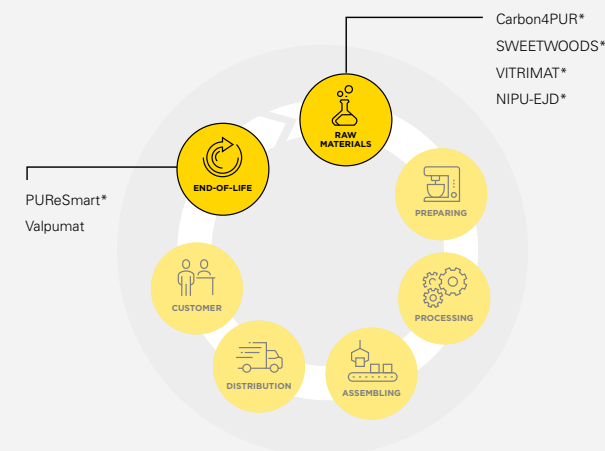 Carbon4PUR*
SWEETWOODS*
VITRIMAT*
NIPU-EJD*
RAW
MATERIALS
END-OF-LIFE
PUReSmart*
Valpumat
PREPARING
CUSTOMER
PROCESSING
DISTRIBUTION
ASSEMBLING